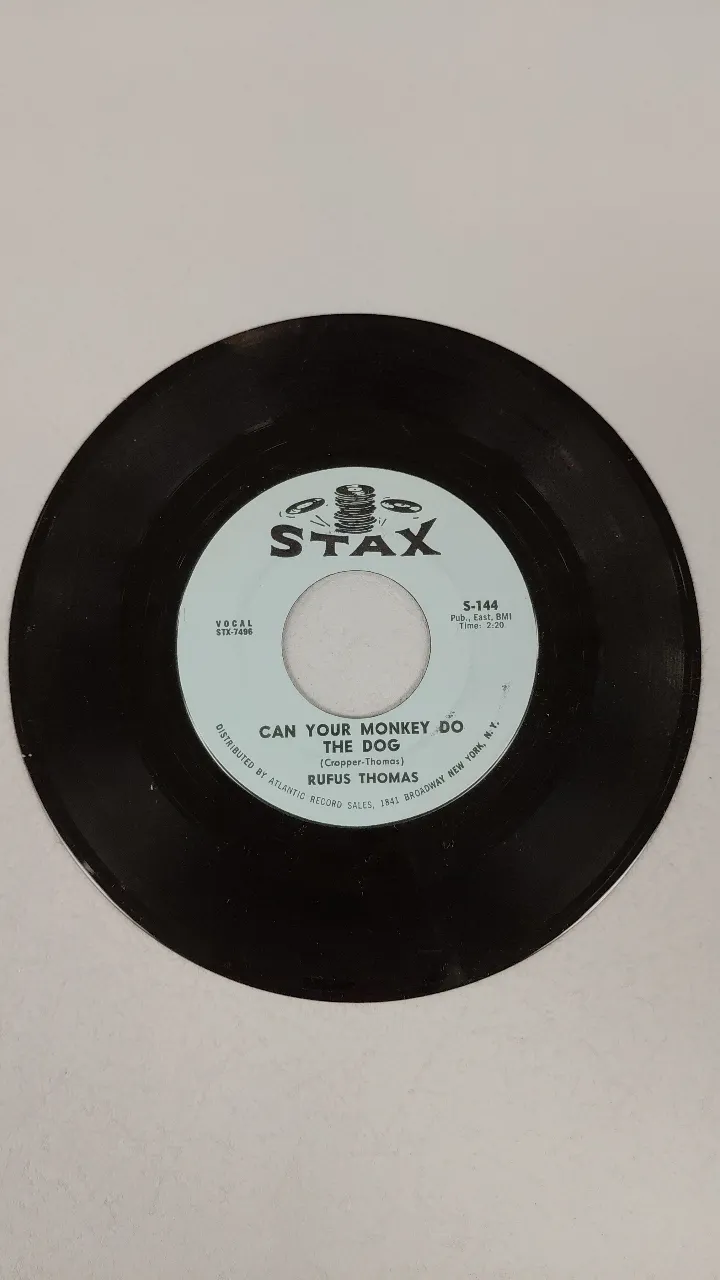 STAX
VOCAL
STX-7496
S-144
Pub., East, BMI
Time: 2:20
CAN YOUR MONKEY DO
THE DOG
(Cropper-Thomas)
RUFUS THOMAS
DISTRIBUTED BY ATLANTIC RECORD SALES, 1841 BROADWAY NEW YORK, N.Y.